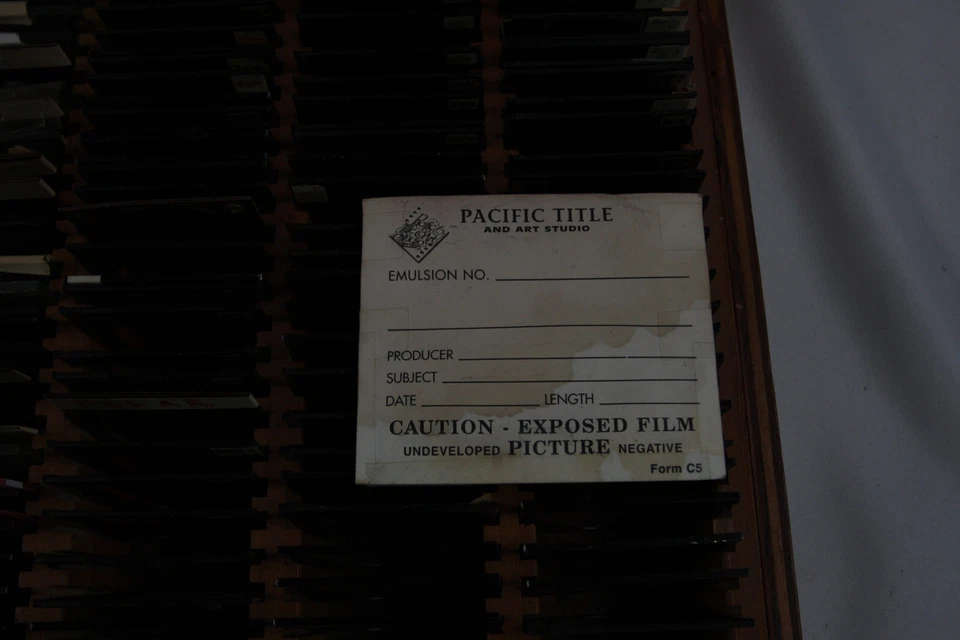 PACIFIC TITLE
AND ART STUDIO
EMULSION NO.
PRODUCER
SUBJECT
DATE LENGTH
CAUTION - EXPOSED FILM
UNDEVELOPED PICTURE NEGATIVE
Form C5